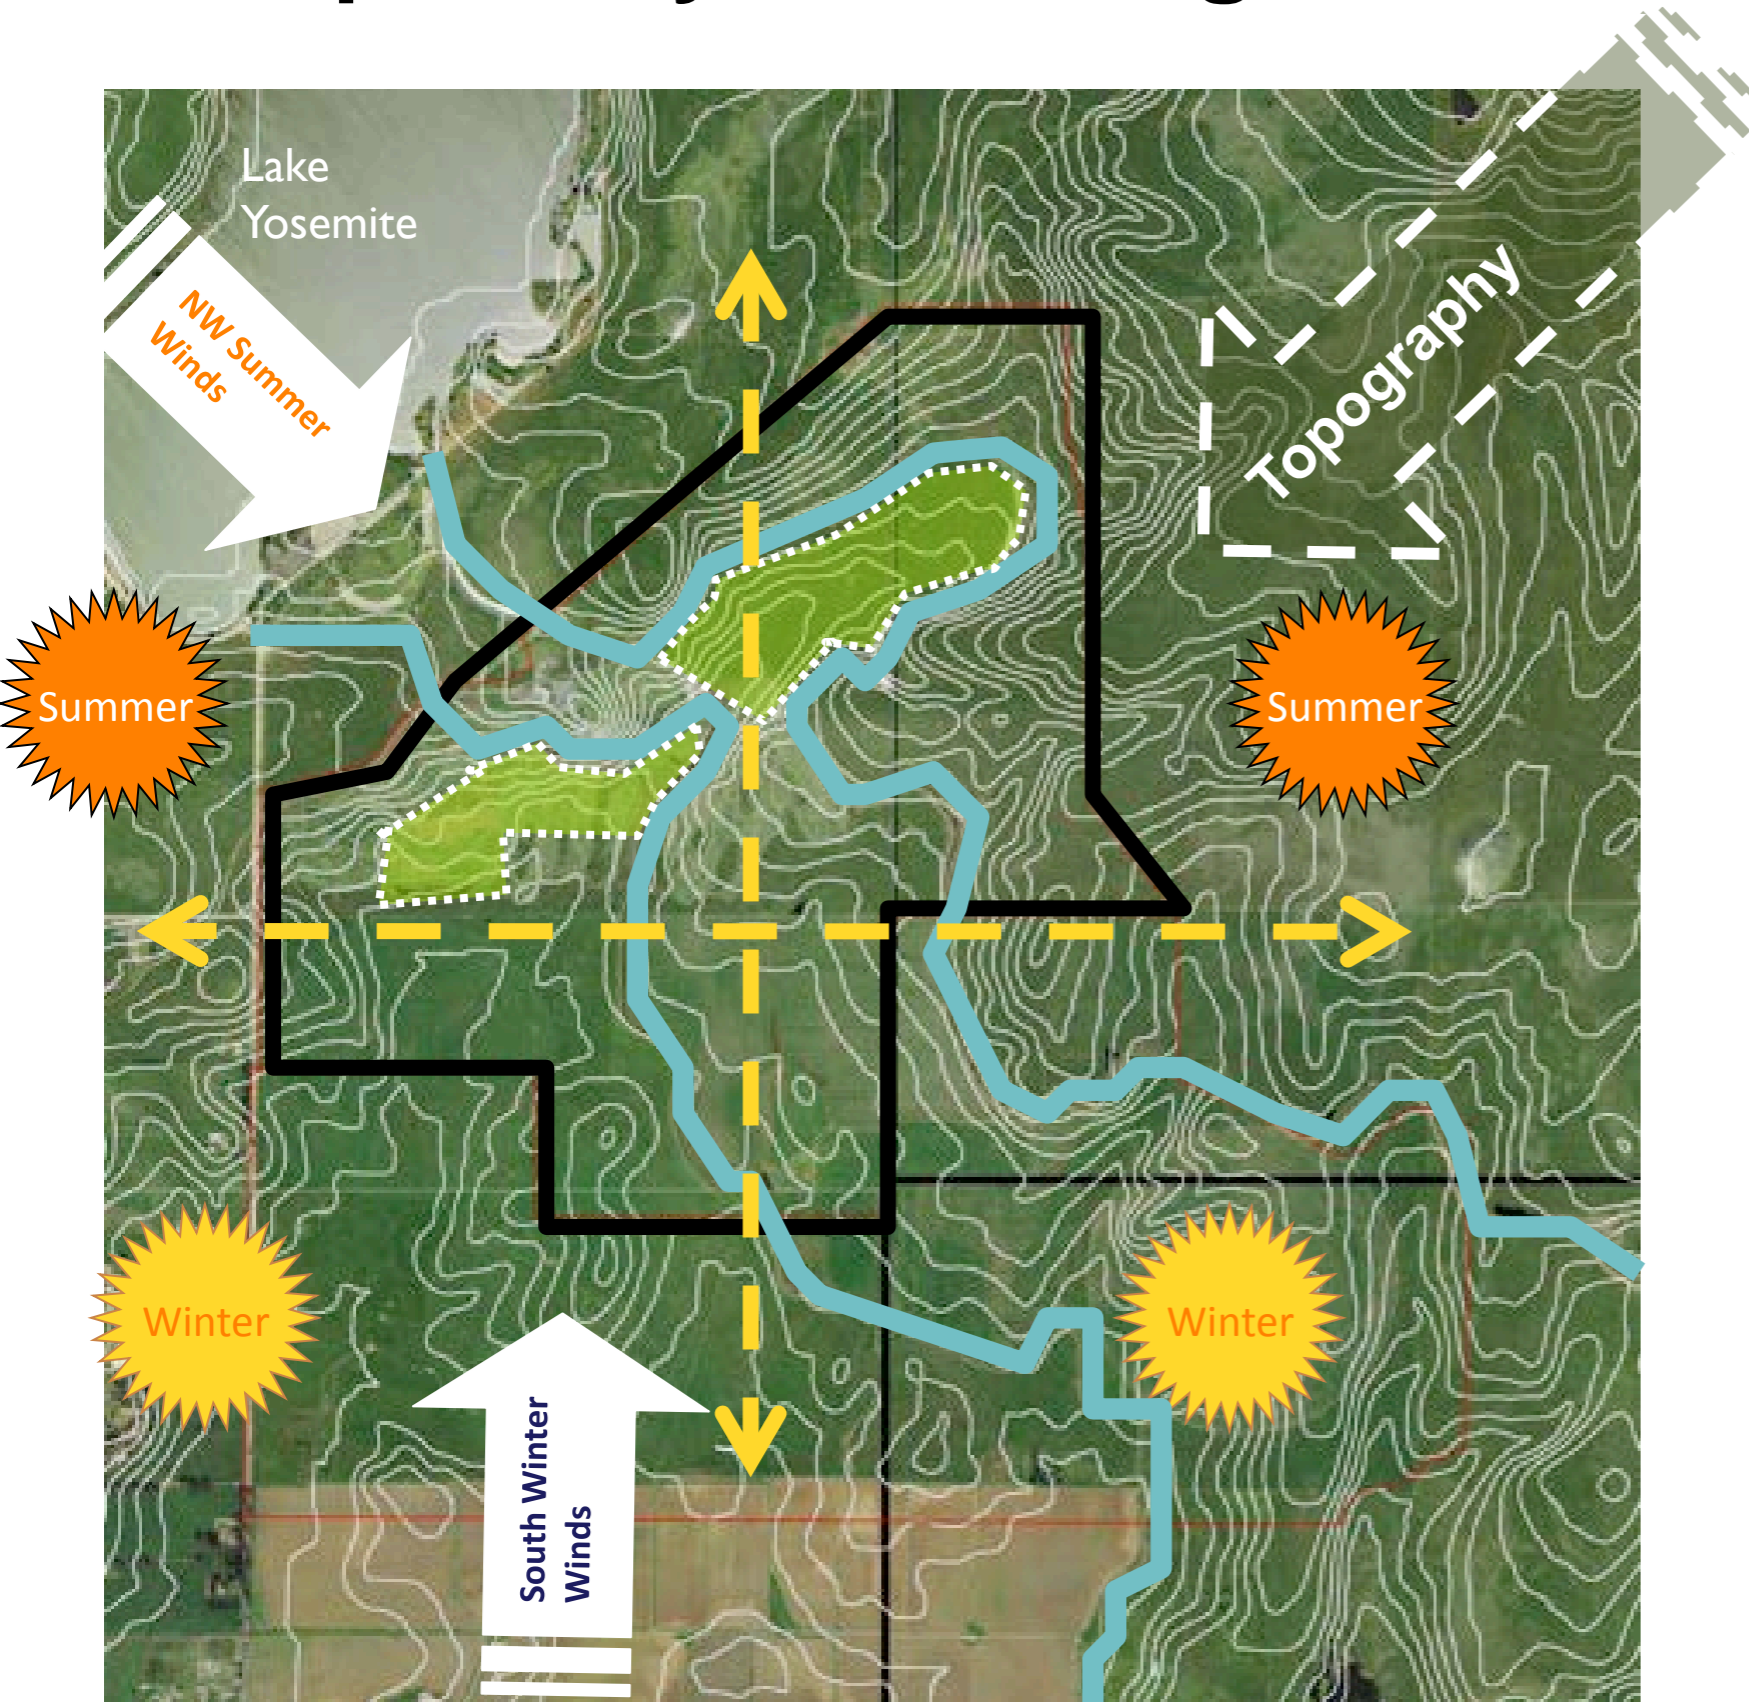 Lake
Yosemite
NW Summer
Winds
Topography
Summer
Summer
Winter
Winter
South Winter
Winds